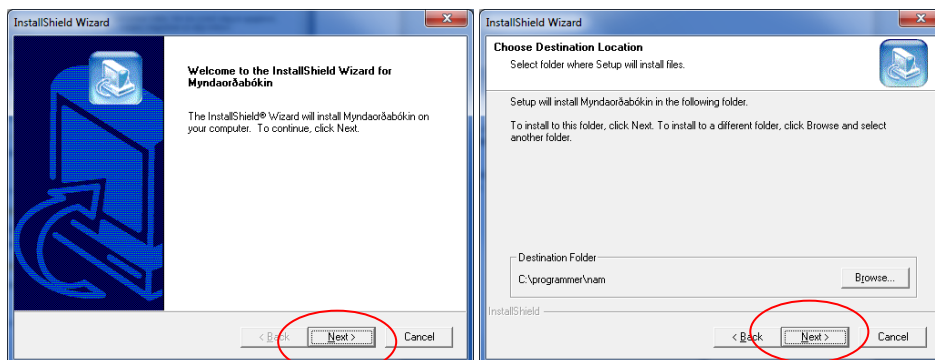 InstallShield Wizard
Welcome to the InstallShield Wizard for
Myndaorðabókin
The InstallShield® Wizard will install Myndaorðabókin on
your computer. To continue, click Next.
< Back
Next >
Cancel
InstallShield Wizard
Choose Destination Location
Select folder where Setup will install files.
Setup will install Myndaorðabókin in the following folder.
To install to this folder, click Next. To install to a different folder, click Browse and select
another folder.
Destination Folder
C:\programmer\nam
Browse...
InstallShield
< Back
Next >
Cancel